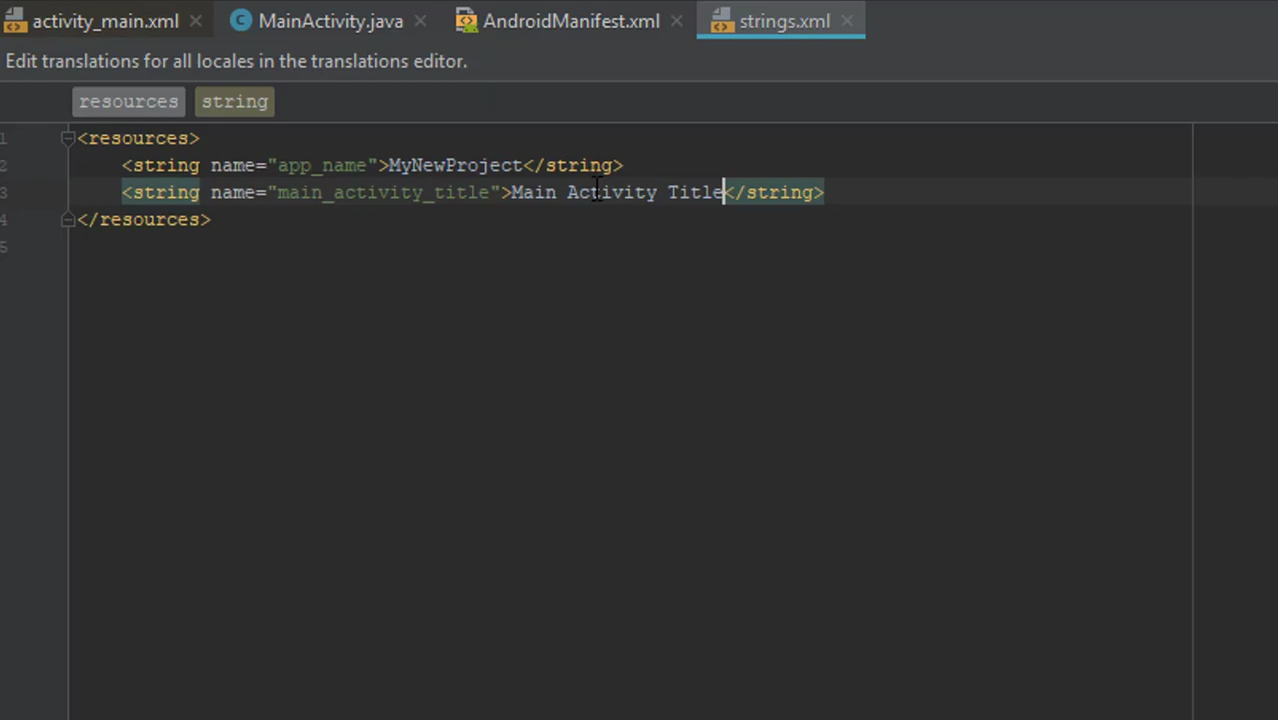 activity_main.xml MainActivity.java AndroidManifest.xml strings.xml
Edit translations for all locales in the translations editor.
resources string
1 <resources>
2 <string name="app_name">MyNewProject</string>
3 <string name="main_activity_title">Main Activity Title</string>
4 </resources>
5